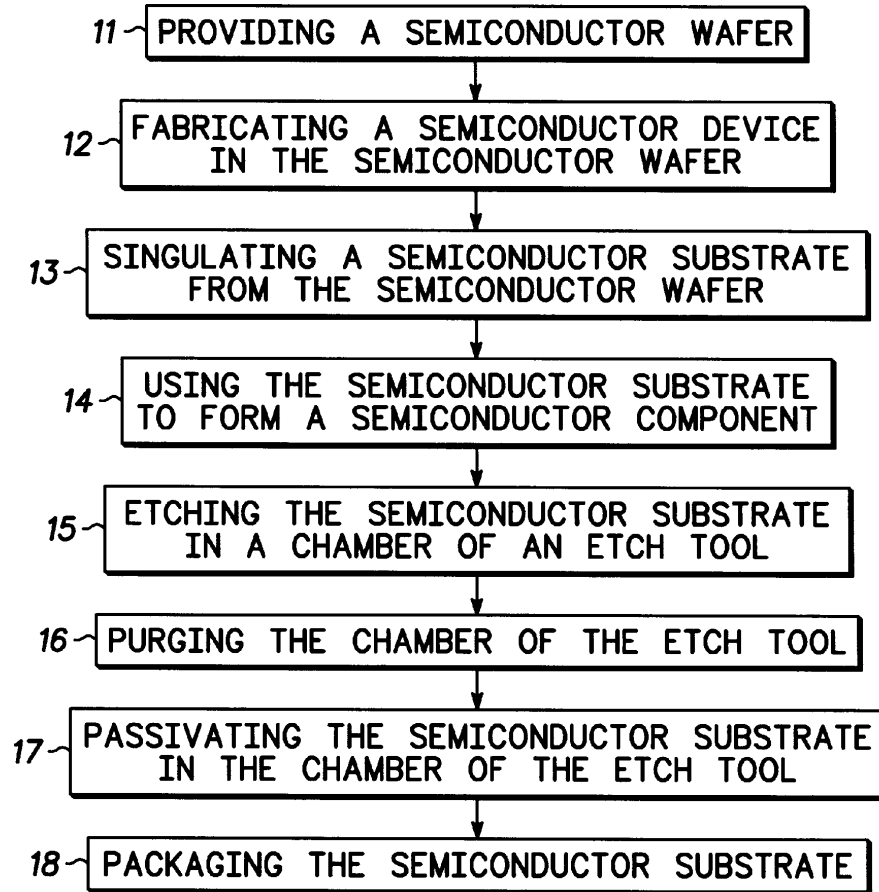 11 PROVIDING A SEMICONDUCTOR WAFER
12 FABRICATING A SEMICONDUCTOR DEVICE
IN THE SEMICONDUCTOR WAFER
13 SINGULATING A SEMICONDUCTOR SUBSTRATE
FROM THE SEMICONDUCTOR WAFER
14 USING THE SEMICONDUCTOR SUBSTRATE
TO FORM A SEMICONDUCTOR COMPONENT
15 ETCHING THE SEMICONDUCTOR SUBSTRATE
IN A CHAMBER OF AN ETCH TOOL
16 PURGING THE CHAMBER OF THE ETCH TOOL
17 PASSIVATING THE SEMICONDUCTOR SUBSTRATE
IN THE CHAMBER OF THE ETCH TOOL
18 PACKAGING THE SEMICONDUCTOR SUBSTRATE